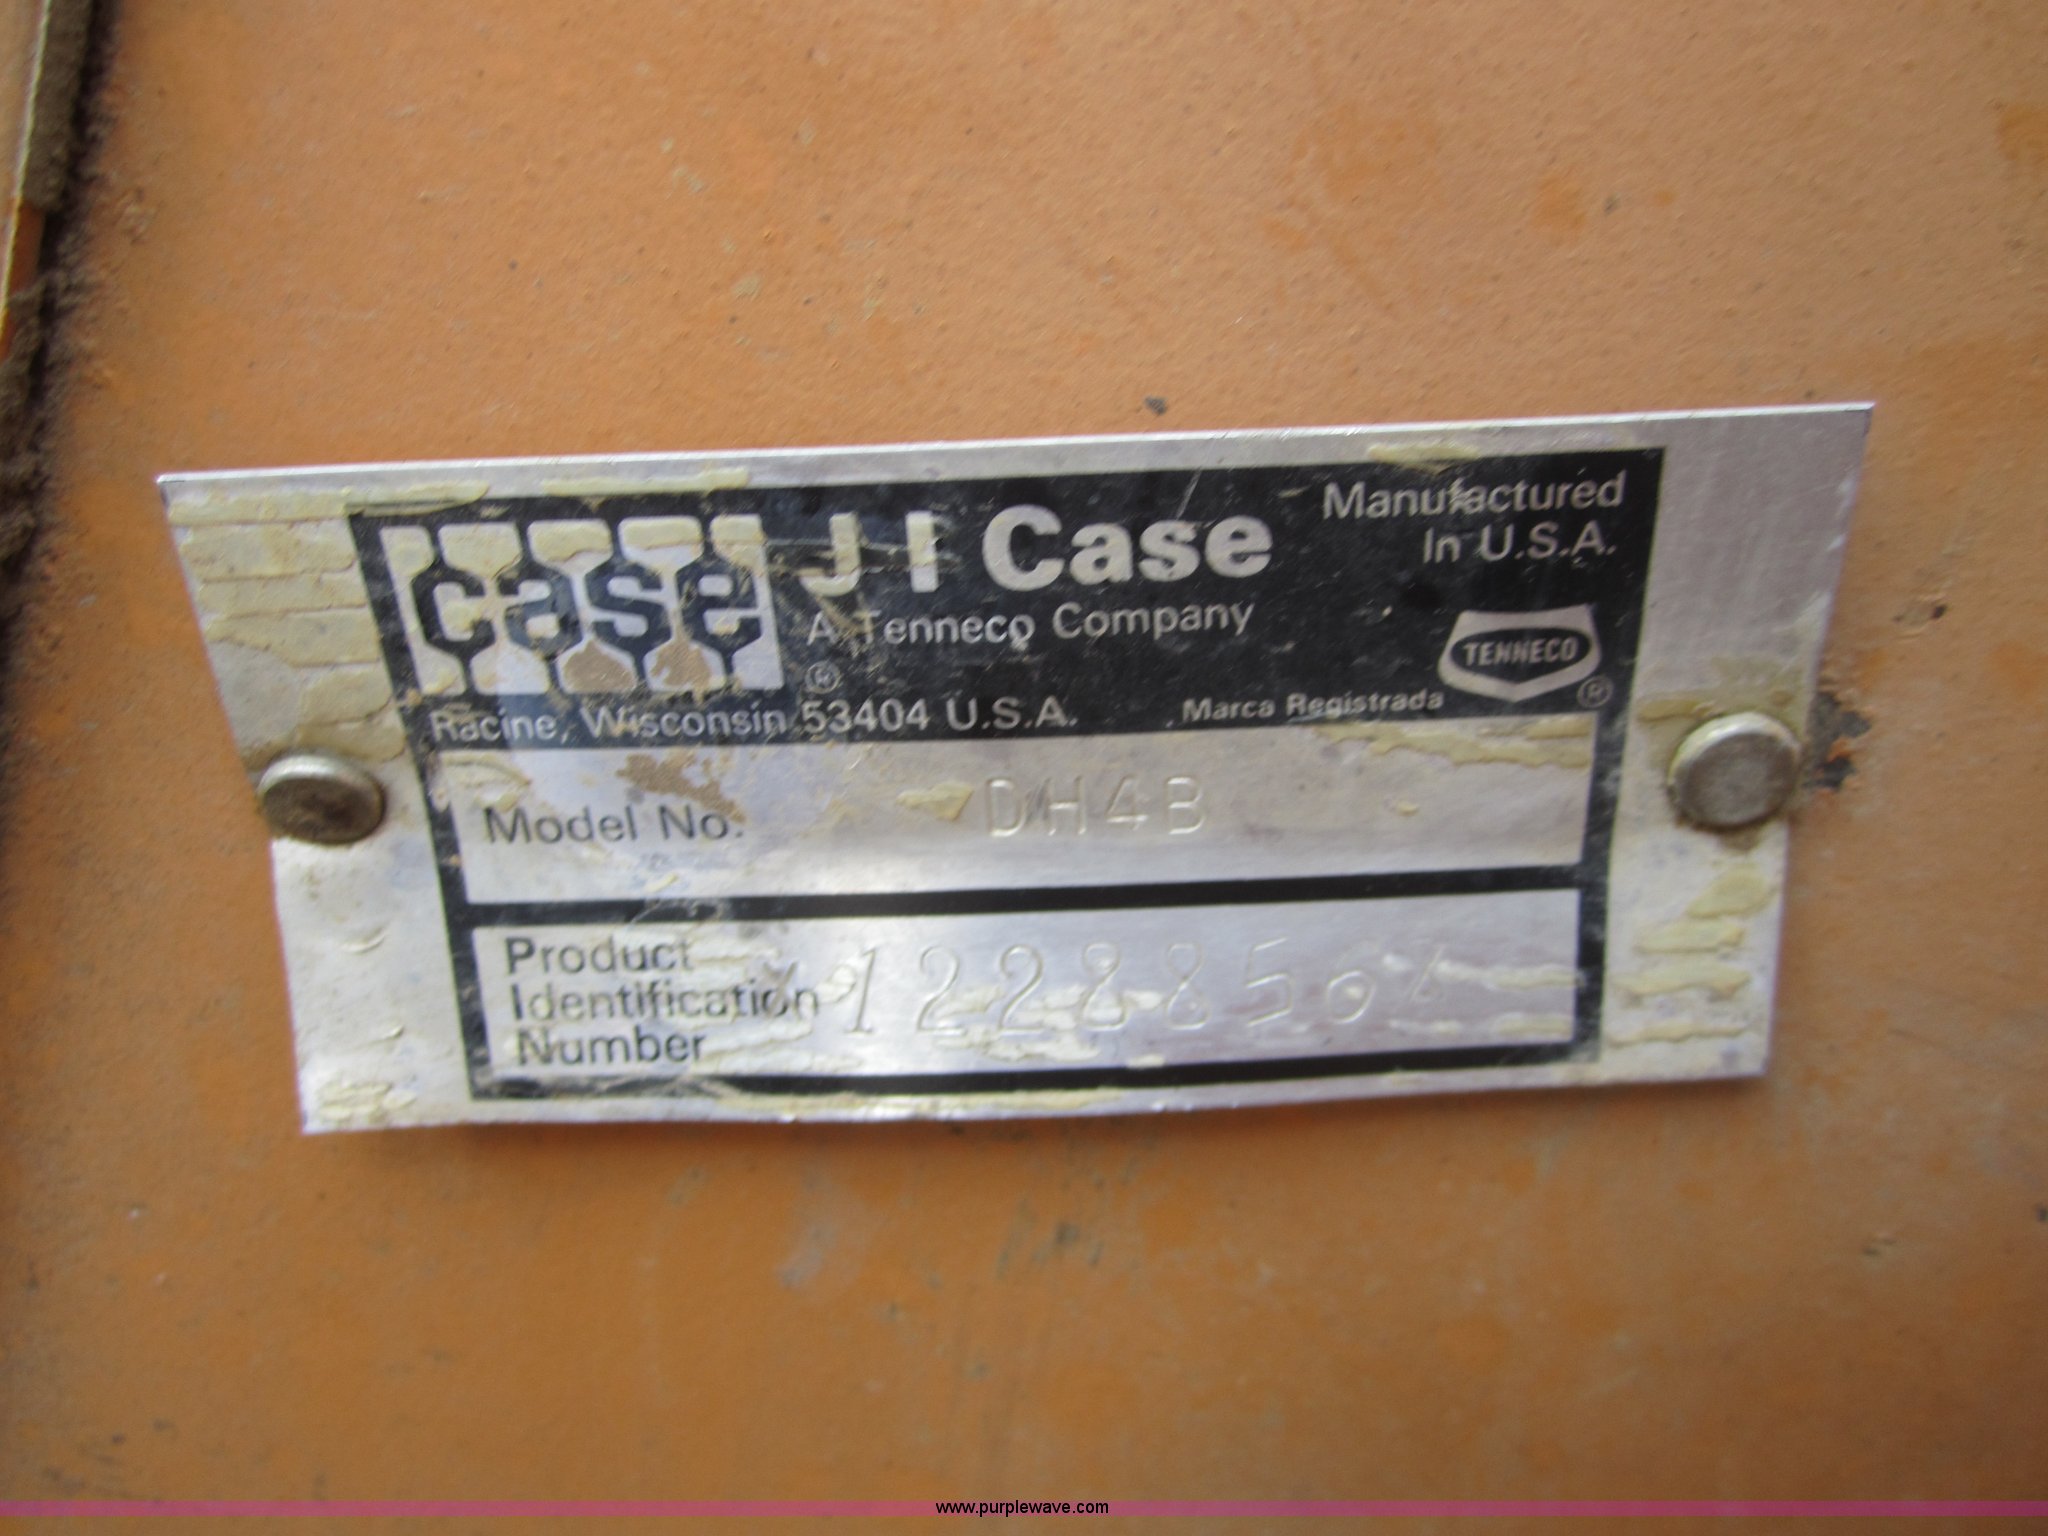 case J I Case
A Tenneco Company
®
Manufactured
In U.S.A.
TENNECO
®
Racine, Wisconsin 53404 U.S.A.
Marca Registrada
Model No. DH4B
Product
Identification
Number
1228856
www.purplewave.com